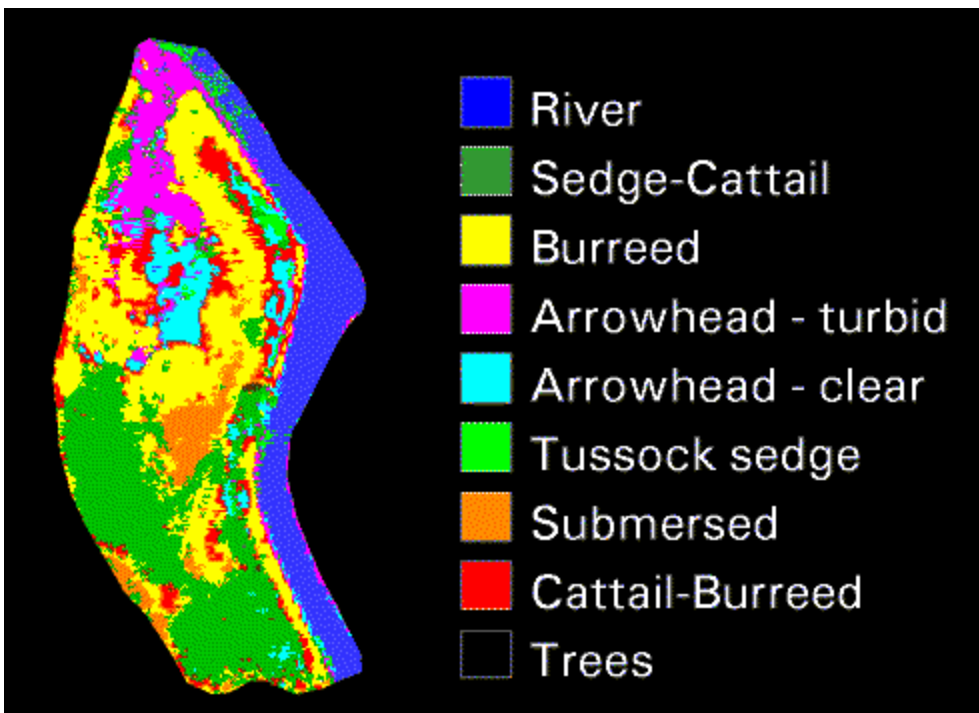 River
Sedge-Cattail
Burreed
Arrowhead - turbid
Arrowhead - clear
Tussock sedge
Submersed
Cattail-Burreed
Trees